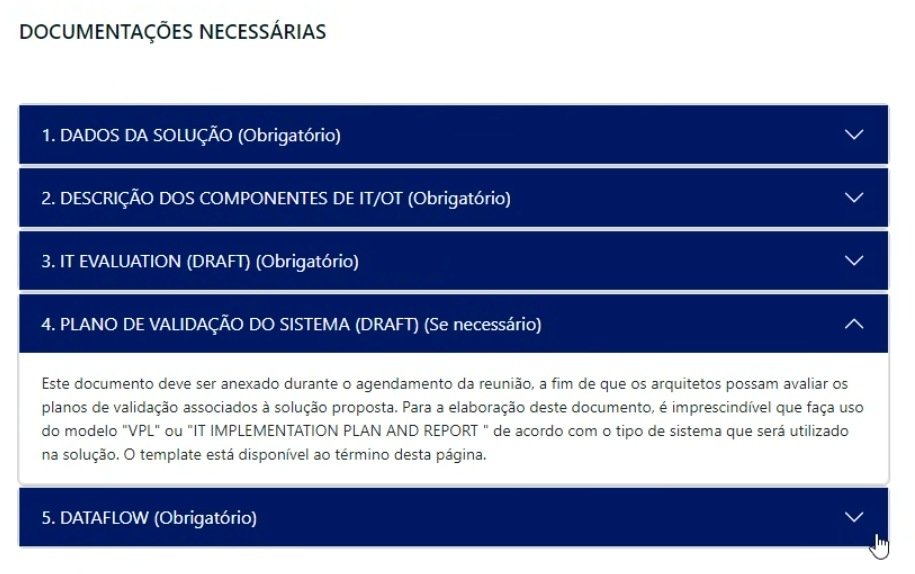 DOCUMENTAÇÕES NECESSÁRIAS
1. DADOS DA SOLUÇÃO (Obrigatório)
2. DESCRIÇÃO DOS COMPONENTES DE IT/OT (Obrigatório)
3. IT EVALUATION (DRAFT) (Obrigatório)
4. PLANO DE VALIDAÇÃO DO SISTEMA (DRAFT) (Se necessário)
Este documento deve ser anexado durante o agendamento da reunião, a fim de que os arquitetos possam avaliar os
planos de validação associados à solução proposta. Para a elaboração deste documento, é imprescindível que faça uso
do modelo "VPL" ou "IT IMPLEMENTATION PLAN AND REPORT " de acordo com o tipo de sistema que será utilizado
na solução. O template está disponível ao término desta página.
5. DATAFLOW (Obrigatório)